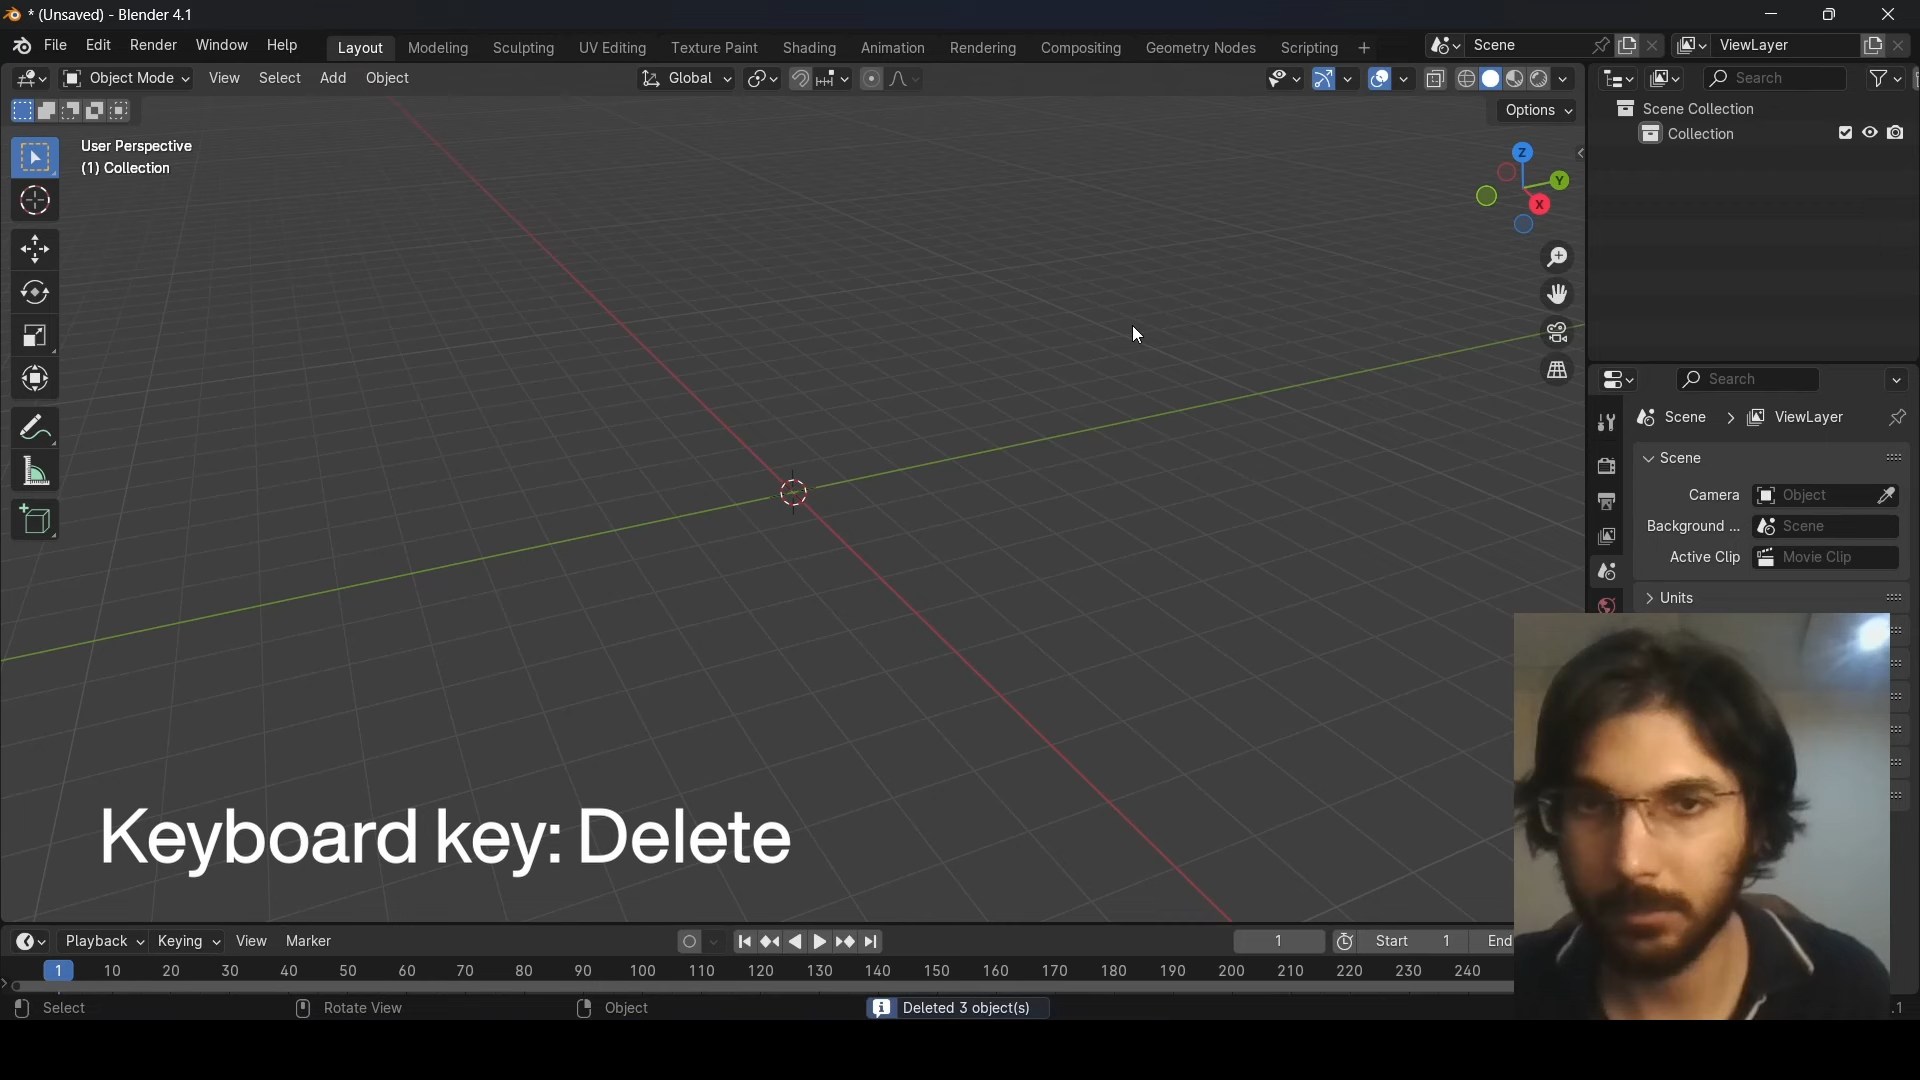 * (Unsaved) - Blender 4.1
File Edit Render Window Help Layout Modeling Sculpting UV Editing Texture Paint Shading Animation Rendering Compositing Geometry Nodes Scripting + Scene ViewLayer
Object Mode View Select Add Object Global Search
Options
User Perspective
(1) Collection
Z
Y
X
Scene Collection
Collection
Search
Scene > ViewLayer
Scene
Camera Object
Background ... Scene
Active Clip Movie Clip
Units
Keyboard key: Delete
Playback Keying View Marker 1 Start 1 End
1 10 20 30 40 50 60 70 80 90 100 110 120 130 140 150 160 170 180 190 200 210 220 230 240
Select Rotate View Object Deleted 3 object(s) .1